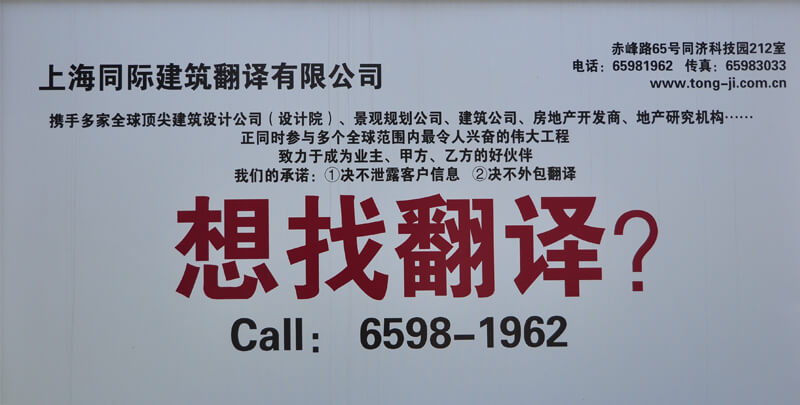 上海同际建筑翻译有限公司
赤峰路65号同济科技园212室
电话：65981962 传真：65983033
www.tong-ji.com.cn
携手多家全球顶尖建筑设计公司（设计院）、景观规划公司、建筑公司、房地产开发商、地产研究机构……
正同时参与多个全球范围内最令人兴奋的伟大工程
致力于成为业主、甲方、乙方的好伙伴
我们的承诺：①决不泄露客户信息 ②决不外包翻译
想找翻译？
Call：6598-1962